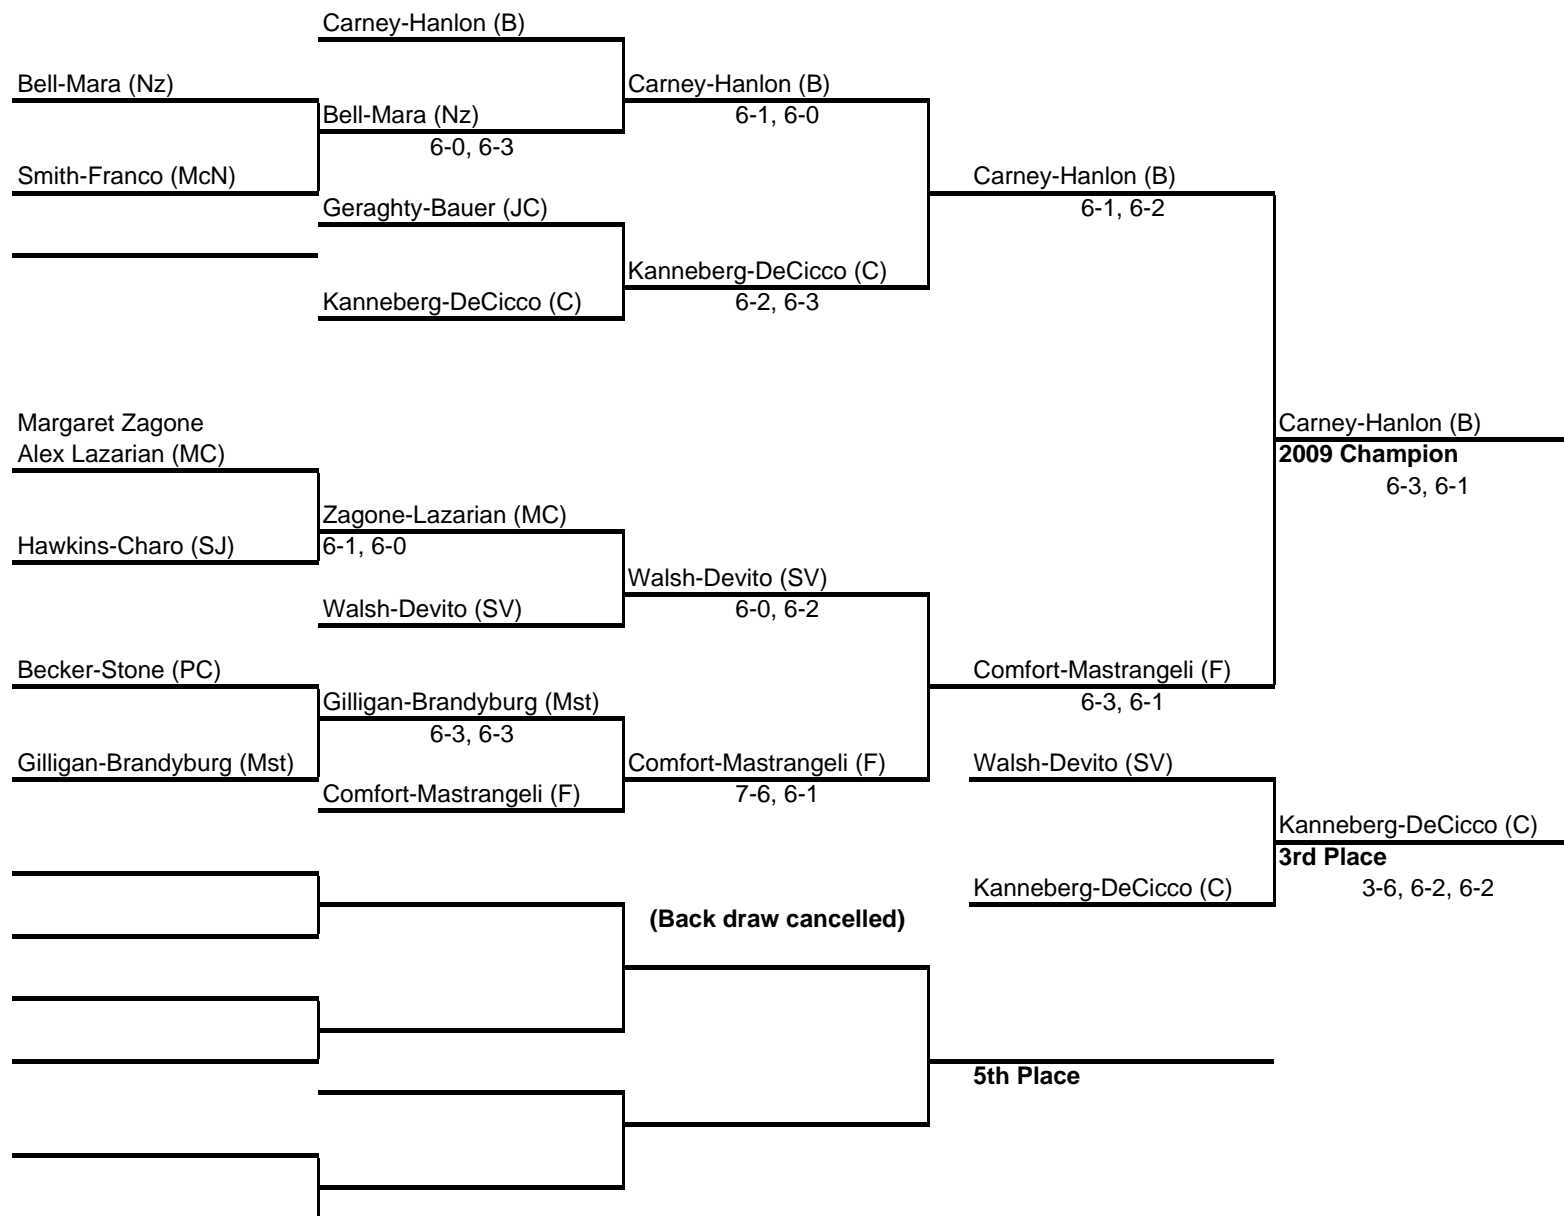 Carney-Hanlon (B)
Bell-Mara (Nz)
Carney-Hanlon (B)
Bell-Mara (Nz)
6-1, 6-0
6-0, 6-3
Smith-Franco (McN)
Carney-Hanlon (B)
Geraghty-Bauer (JC)
6-1, 6-2
Kanneberg-DeCicco (C)
Kanneberg-DeCicco (C)
6-2, 6-3
Margaret Zagone
Carney-Hanlon (B)
Alex Lazarian (MC)
2009 Champion
6-3, 6-1
Zagone-Lazarian (MC)
Hawkins-Charo (SJ)
6-1, 6-0
Walsh-Devito (SV)
Walsh-Devito (SV)
6-0, 6-2
Becker-Stone (PC)
Comfort-Mastrangeli (F)
Gilligan-Brandyburg (Mst)
6-3, 6-1
6-3, 6-3
Gilligan-Brandyburg (Mst)
Comfort-Mastrangeli (F)
Walsh-Devito (SV)
Comfort-Mastrangeli (F)
7-6, 6-1
Kanneberg-DeCicco (C)
3rd Place
Kanneberg-DeCicco (C)
3-6, 6-2, 6-2
(Back draw cancelled)
5th Place